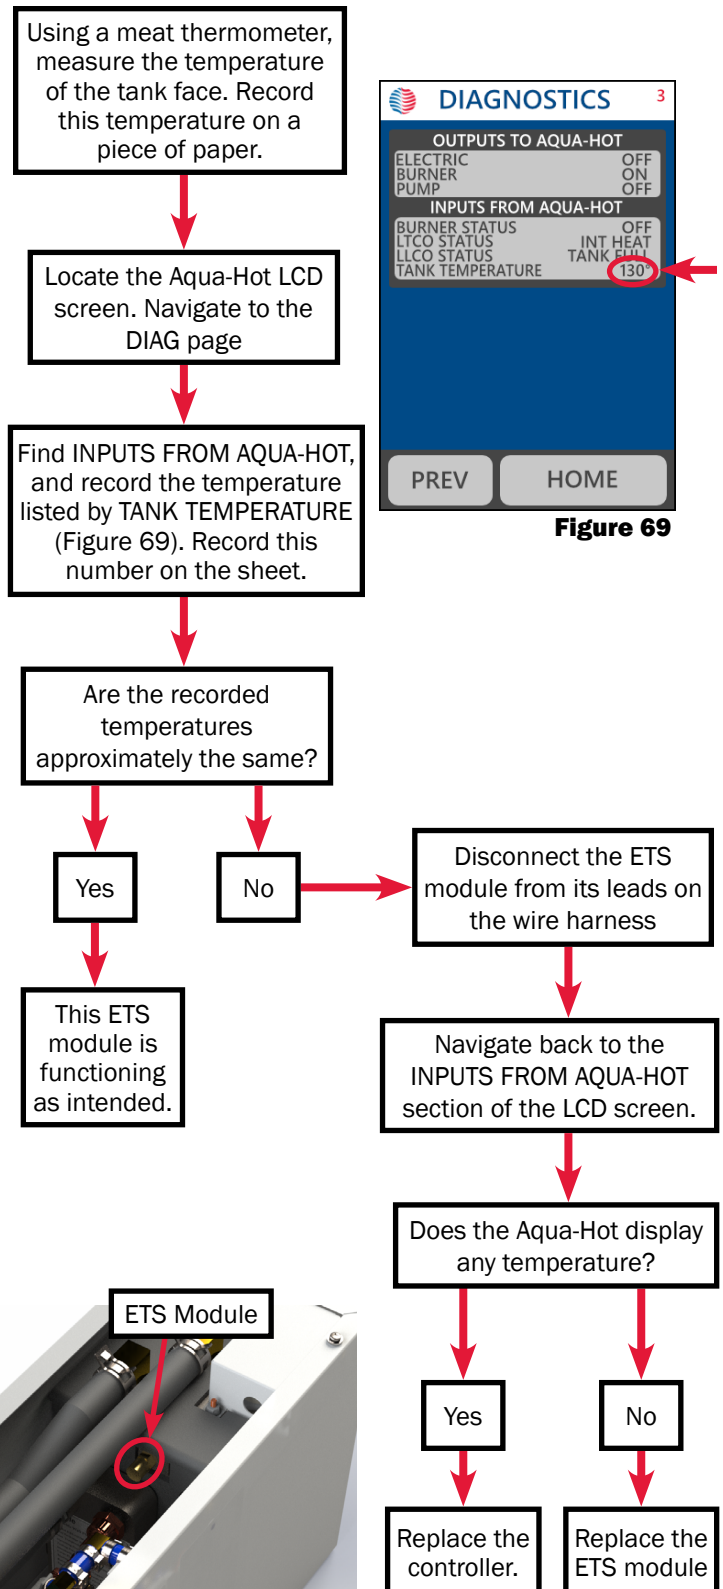 Using a meat thermometer,
measure the temperature
of the tank face. Record
this temperature on a
piece of paper.
Locate the Aqua-Hot LCD
screen. Navigate to the
DIAG page
Find INPUTS FROM AQUA-HOT,
and record the temperature
listed by TANK TEMPERATURE
(Figure 69). Record this
number on the sheet.
DIAGNOSTICS 3
OUTPUTS TO AQUA-HOT
ELECTRIC OFF
BURNER ON
PUMP OFF
INPUTS FROM AQUA-HOT
BURNER STATUS OFF
LTCO STATUS INT HEAT
LLCO STATUS TANK FULL
TANK TEMPERATURE 130°
PREV HOME
Figure 69
Are the recorded
temperatures
approximately the same?
Yes
No
This ETS
module is
functioning
as intended.
Disconnect the ETS
module from its leads on
the wire harness
Navigate back to the
INPUTS FROM AQUA-HOT
section of the LCD screen.
Does the Aqua-Hot display
any temperature?
Yes
No
Replace the
controller.
Replace the
ETS module
ETS Module